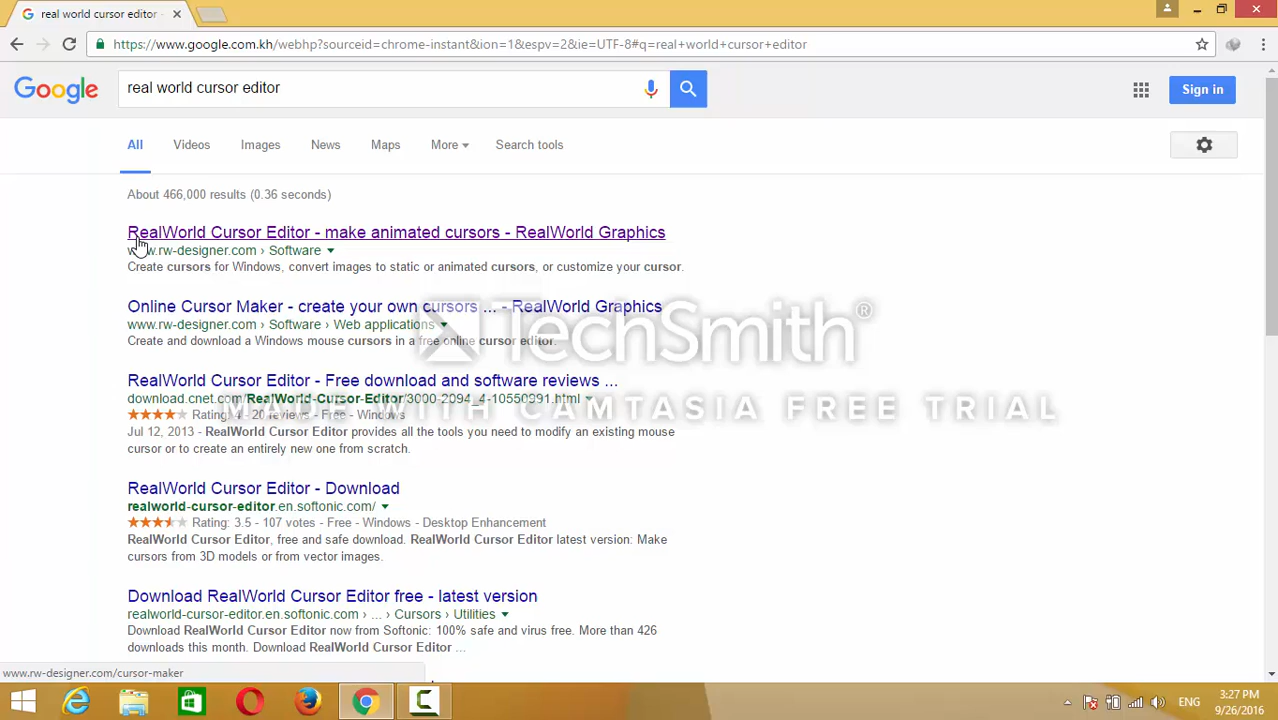 real world cursor editor
https://www.google.com.kh/webhp?sourceid=chrome-instant&ion=1&espv=2&ie=UTF-8#q=real+world+cursor+editor
Google
real world cursor editor
Sign in
All Videos Images News Maps More Search tools
About 466,000 results (0.36 seconds)
RealWorld Cursor Editor - make animated cursors - RealWorld Graphics
www.rw-designer.com › Software
Create cursors for Windows, convert images to static or animated cursors, or customize your cursor.
Online Cursor Maker - create your own cursors ... - RealWorld Graphics
www.rw-designer.com › Software › Web applications
Create and download a Windows mouse cursors in a free online cursor editor.
TechSmith®
RealWorld Cursor Editor - Free download and software reviews ...
download.cnet.com/RealWorld-Cursor-Editor/3000-2094_4-10550991.html
MADE WITH CAMTASIA FREE TRIAL
Rating: 4 - 20 reviews - Free - Windows
Jul 12, 2013 - RealWorld Cursor Editor provides all the tools you need to modify an existing mouse
cursor or to create an entirely new one from scratch.
RealWorld Cursor Editor - Download
realworld-cursor-editor.en.softonic.com/
Rating: 3.5 - 107 votes - Free - Windows - Desktop Enhancement
RealWorld Cursor Editor, free and safe download. RealWorld Cursor Editor latest version: Make
cursors from 3D models or from vector images.
Download RealWorld Cursor Editor free - latest version
realworld-cursor-editor.en.softonic.com › ... › Cursors › Utilities
Download RealWorld Cursor Editor now from Softonic: 100% safe and virus free. More than 426
downloads this month. Download RealWorld Cursor Editor ...
www.rw-designer.com/cursor-maker
ENG
3:27 PM
9/26/2016